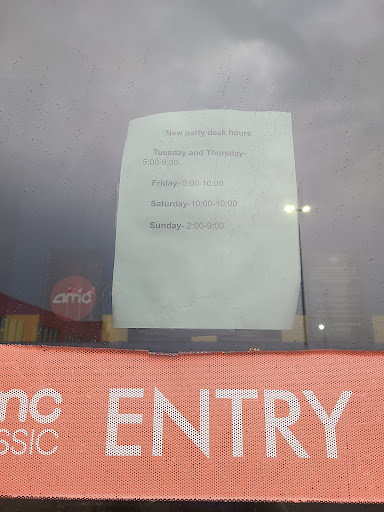 New party desk hours
Tuesday and Thursday-
5:00-9:00
Friday- 5:00-10:00
Saturday-10:00-10:00
Sunday- 2:00-9:00
amc
mc
SSIC
ENTRY